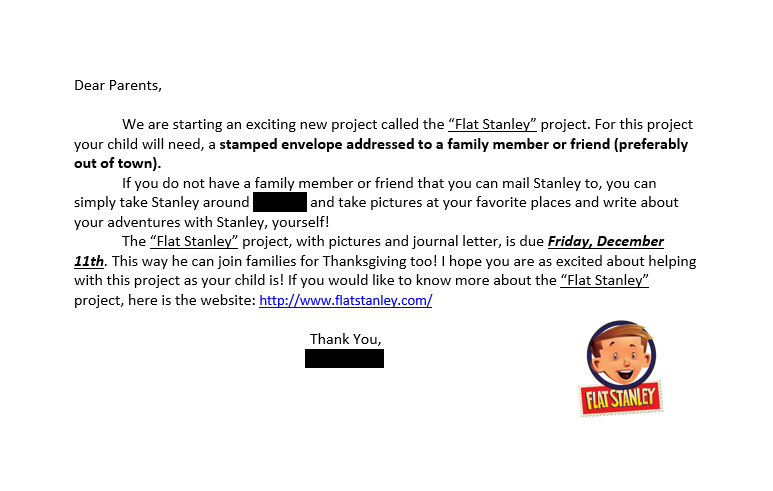 Dear Parents,
We are starting an exciting new project called the “Flat Stanley” project. For this project
your child will need, a stamped envelope addressed to a family member or friend (preferably
out of town).
If you do not have a family member or friend that you can mail Stanley to, you can
simply take Stanley around and take pictures at your favorite places and write about
your adventures with Stanley, yourself!
The “Flat Stanley” project, with pictures and journal letter, is due Friday, December
11th. This way he can join families for Thanksgiving too! I hope you are as excited about helping
with this project as your child is! If you would like to know more about the “Flat Stanley”
project, here is the website: http://www.flatstanley.com/
Thank You,
FLAT STANLEY